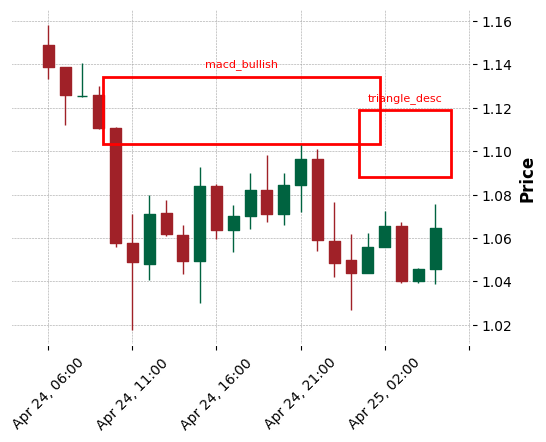 1.16
1.14
macd_bullish
1.12
triangle_desc
1.10
1.08
1.06
1.04
1.02
Price
Apr 24, 06:00
Apr 24, 11:00
Apr 24, 16:00
Apr 24, 21:00
Apr 25, 02:00